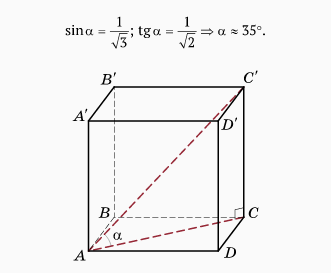 sin α = 1/√3; tg α = 1/√2 ⇒ α ≈ 35°.
B′ C′
A′ D′
B C
α
A D